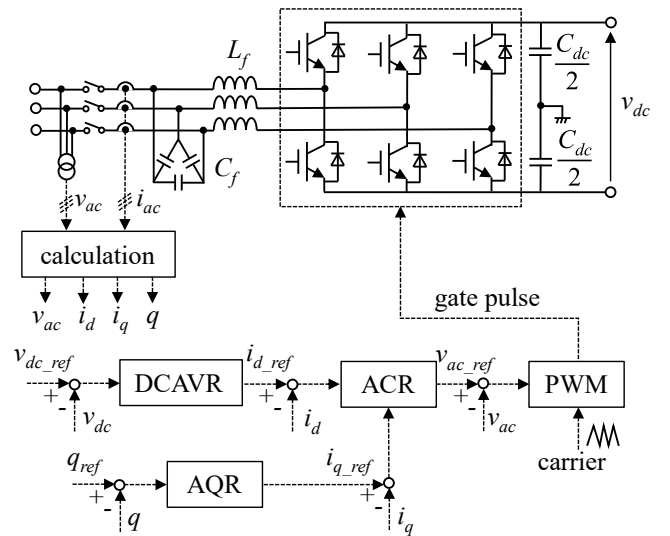 L_f
C_dc
2
v_dc
C_f
C_dc
2
v_ac
i_ac
calculation
v_ac i_d i_q q
gate pulse
v_dc_ref
+
-
v_dc
DCAVR
i_d_ref
+
-
i_d
ACR
v_ac_ref
+
-
v_ac
PWM
carrier
q_ref
+
-
q
AQR
i_q_ref
+
-
i_q